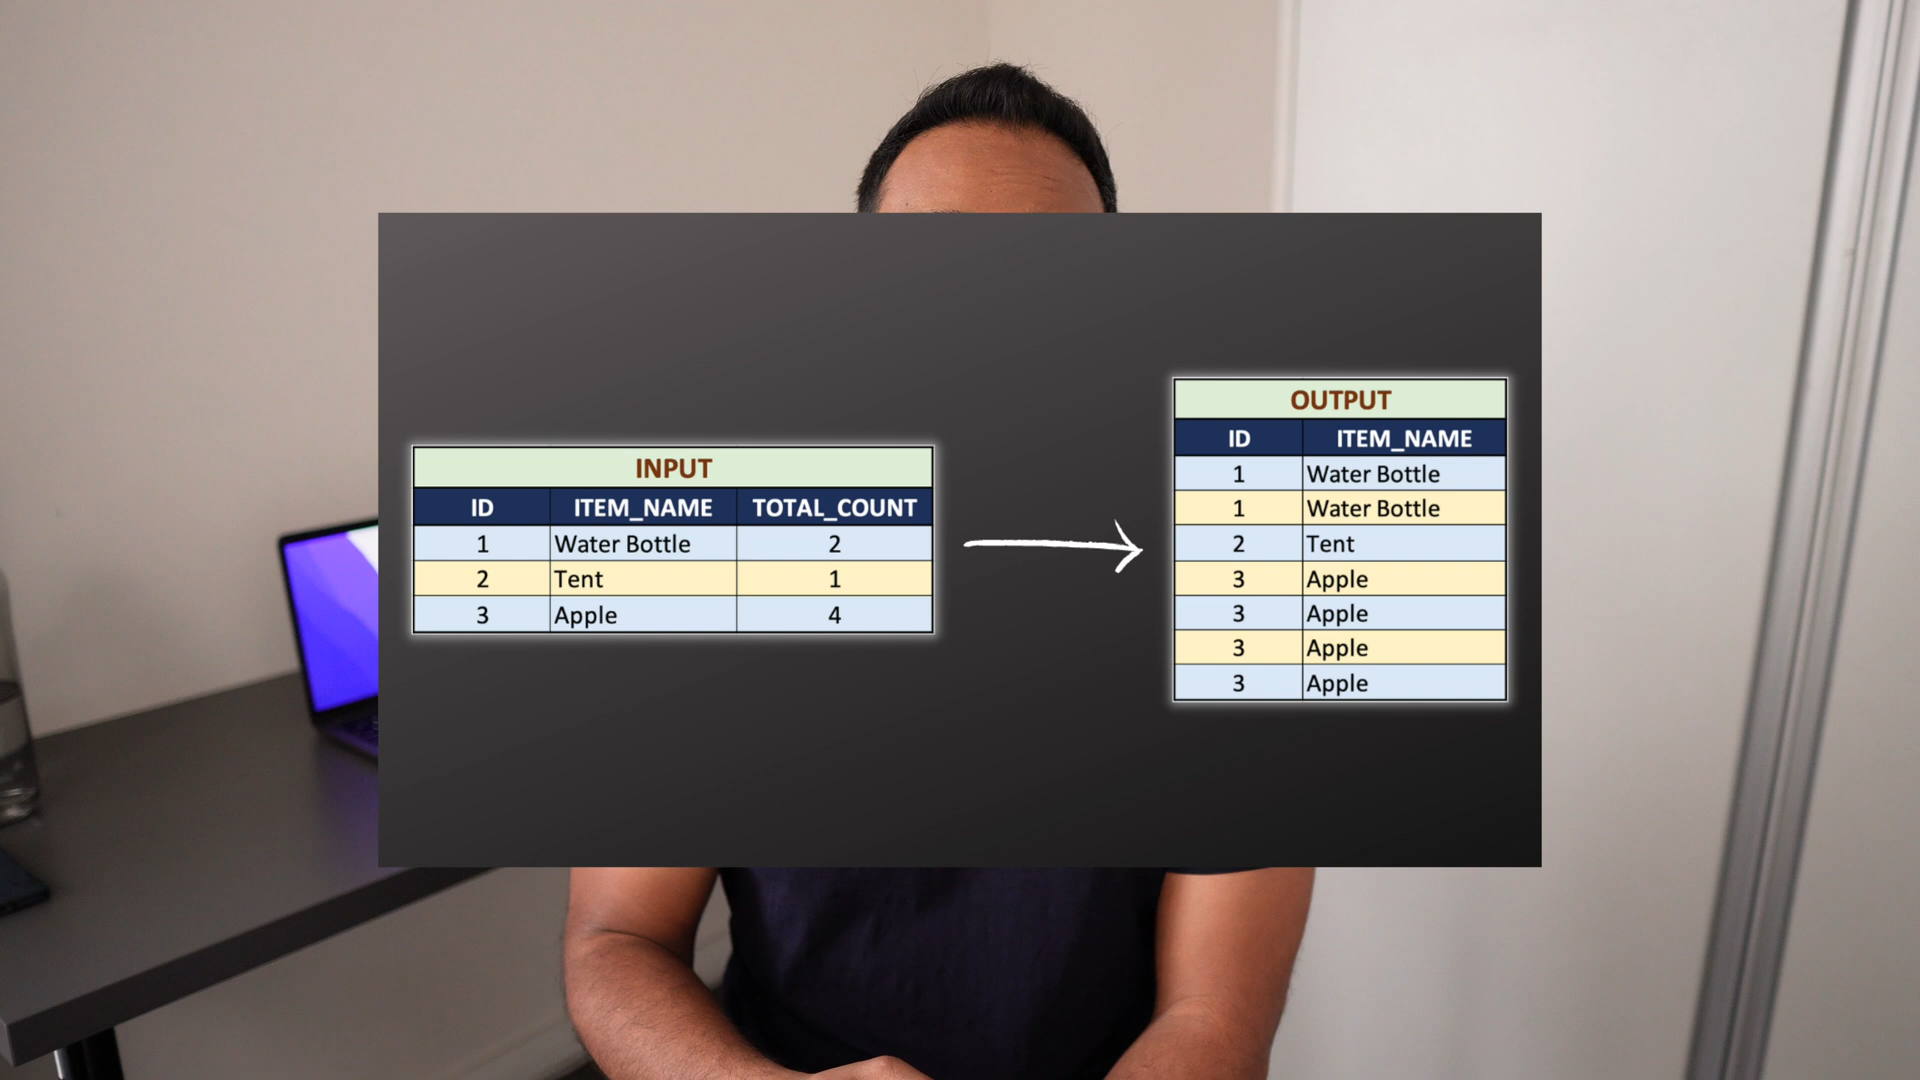 INPUT
ID ITEM_NAME TOTAL_COUNT
1 Water Bottle 2
2 Tent 1
3 Apple 4
OUTPUT
ID ITEM_NAME
1 Water Bottle
1 Water Bottle
2 Tent
3 Apple
3 Apple
3 Apple
3 Apple